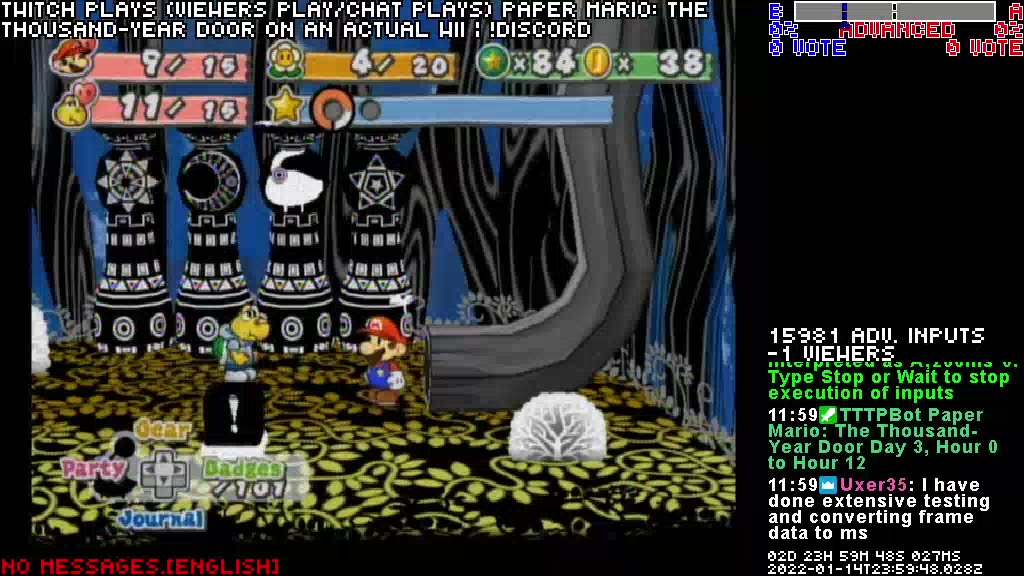 TWITCH PLAYS (VIEWERS PLAY/CHAT PLAYS) PAPER MARIO: THE
THOUSAND-YEAR DOOR ON AN ACTUAL WII | !DISCORD
B A
0% ADVANCED 0%
0 VOTE 0 VOTE
9/ 15 4/ 20 ×84 × 38
11/ 15
15981 ADV. INPUTS
-1 VIEWERS
Type Stop or Wait to stop
execution of inputs
11:59 TTTPBot Paper
Mario: The Thousand-
Year Door Day 3, Hour 0
to Hour 12
11:59 Uxer35: I have
done extensive testing
and converting frame
data to ms
Gear
Party Badges
/101
Journal
NO MESSAGES.[ENGLISH]
02D 23H 59M 48S 027MS
2022-01-14T23:59:48.028Z